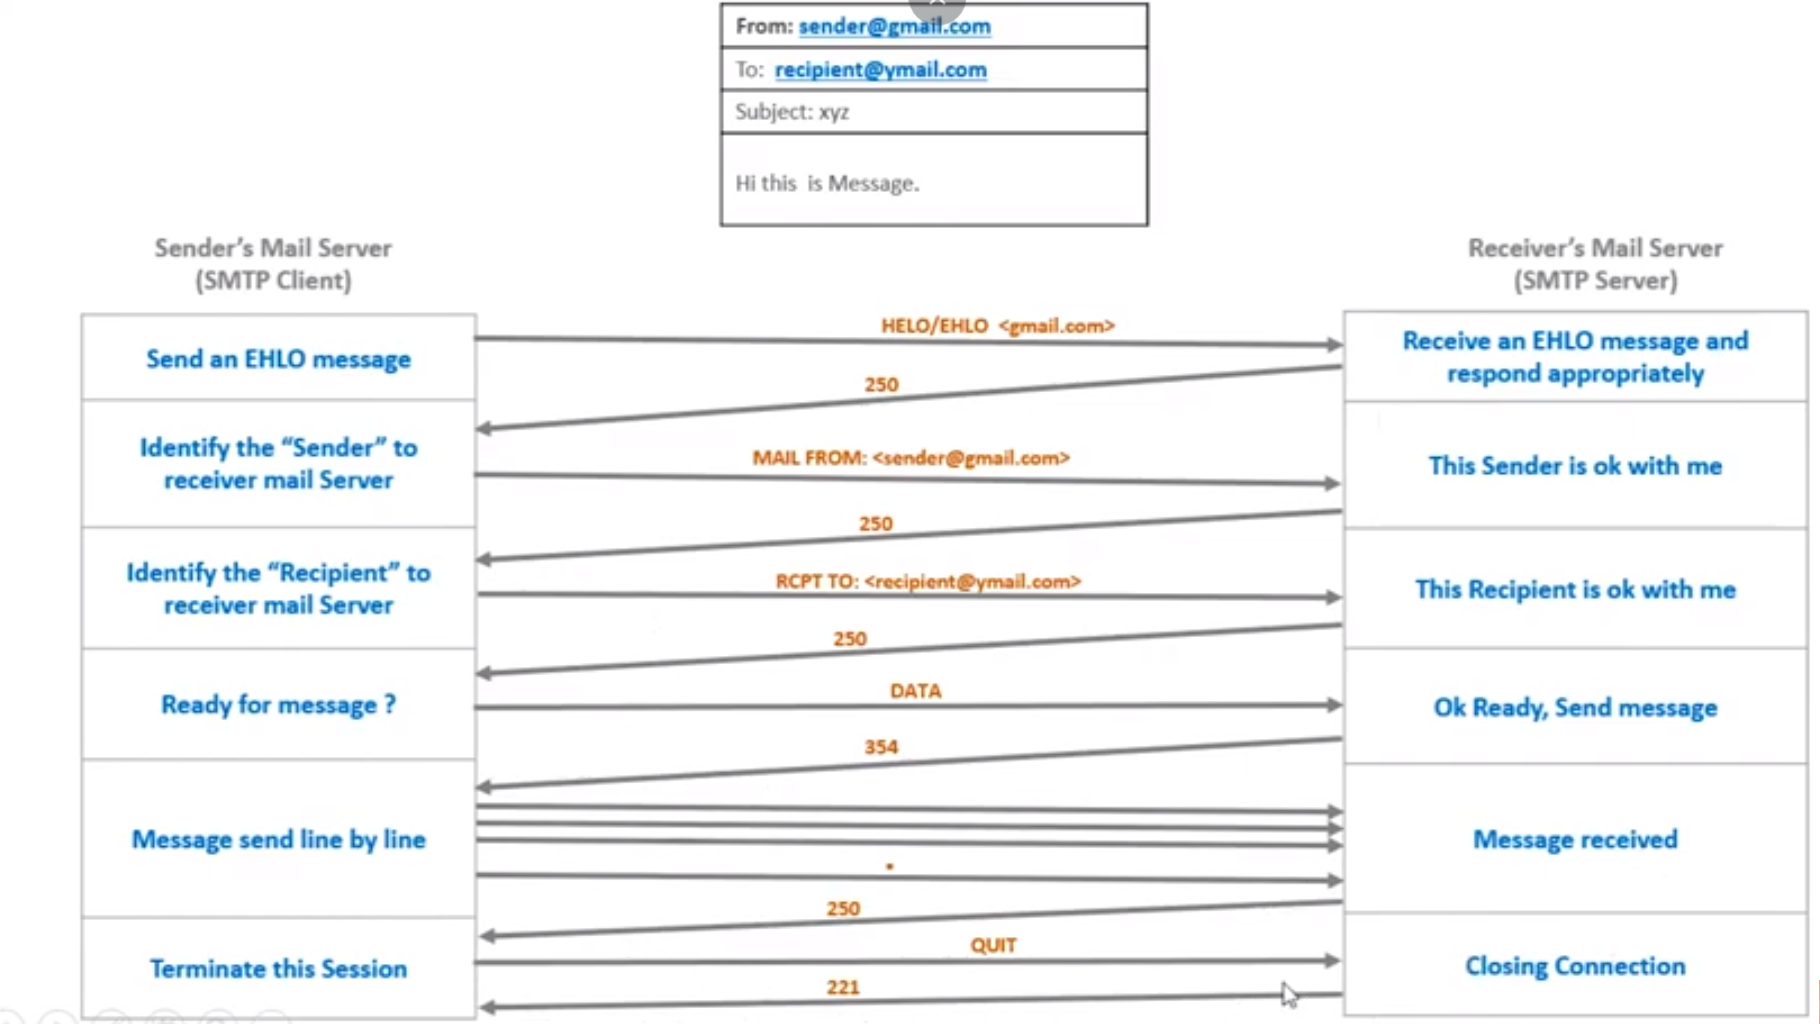 From: sender@gmail.com
To: recipient@ymail.com
Subject: xyz
Hi this is Message.
Sender's Mail Server
(SMTP Client)
Receiver's Mail Server
(SMTP Server)
Send an EHLO message
HELO/EHLO <gmail.com>
Receive an EHLO message and
respond appropriately
250
Identify the “Sender” to
receiver mail Server
MAIL FROM: <sender@gmail.com>
This Sender is ok with me
250
Identify the “Recipient” to
receiver mail Server
RCPT TO: <recipient@ymail.com>
This Recipient is ok with me
250
Ready for message ?
DATA
Ok Ready, Send message
354
Message send line by line
.
Message received
250
Terminate this Session
QUIT
Closing Connection
221